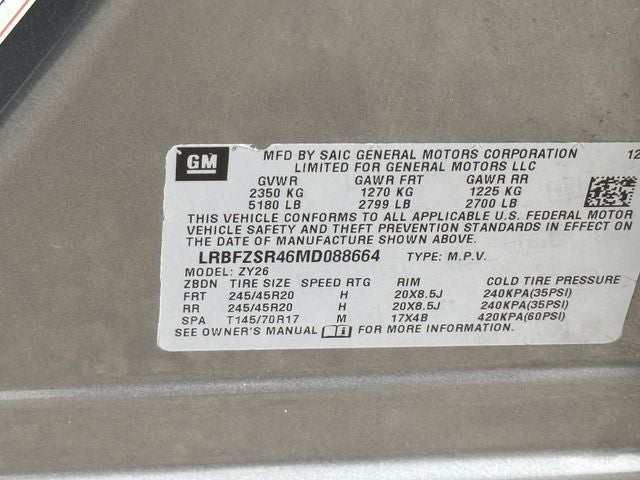 GM MFD BY SAIC GENERAL MOTORS CORPORATION 12
LIMITED FOR GENERAL MOTORS LLC
GVWR GAWR FRT GAWR RR
2350 KG 1270 KG 1225 KG
5180 LB 2799 LB 2700 LB
THIS VEHICLE CONFORMS TO ALL APPLICABLE U.S. FEDERAL MOTOR
VEHICLE SAFETY AND THEFT PREVENTION STANDARDS IN EFFECT ON
THE DATE OF MANUFACTURE SHOWN ABOVE.
LRBFZSR46MD088664 TYPE: M.P.V.
MODEL: ZY26
ZBDN TIRE SIZE SPEED RTG RIM COLD TIRE PRESSURE
FRT 245/45R20 H 20X8.5J 240KPA(35PSI)
RR 245/45R20 H 20X8.5J 240KPA(35PSI)
SPA T145/70R17 M 17X4B 420KPA(60PSI)
SEE OWNER'S MANUAL FOR MORE INFORMATION.